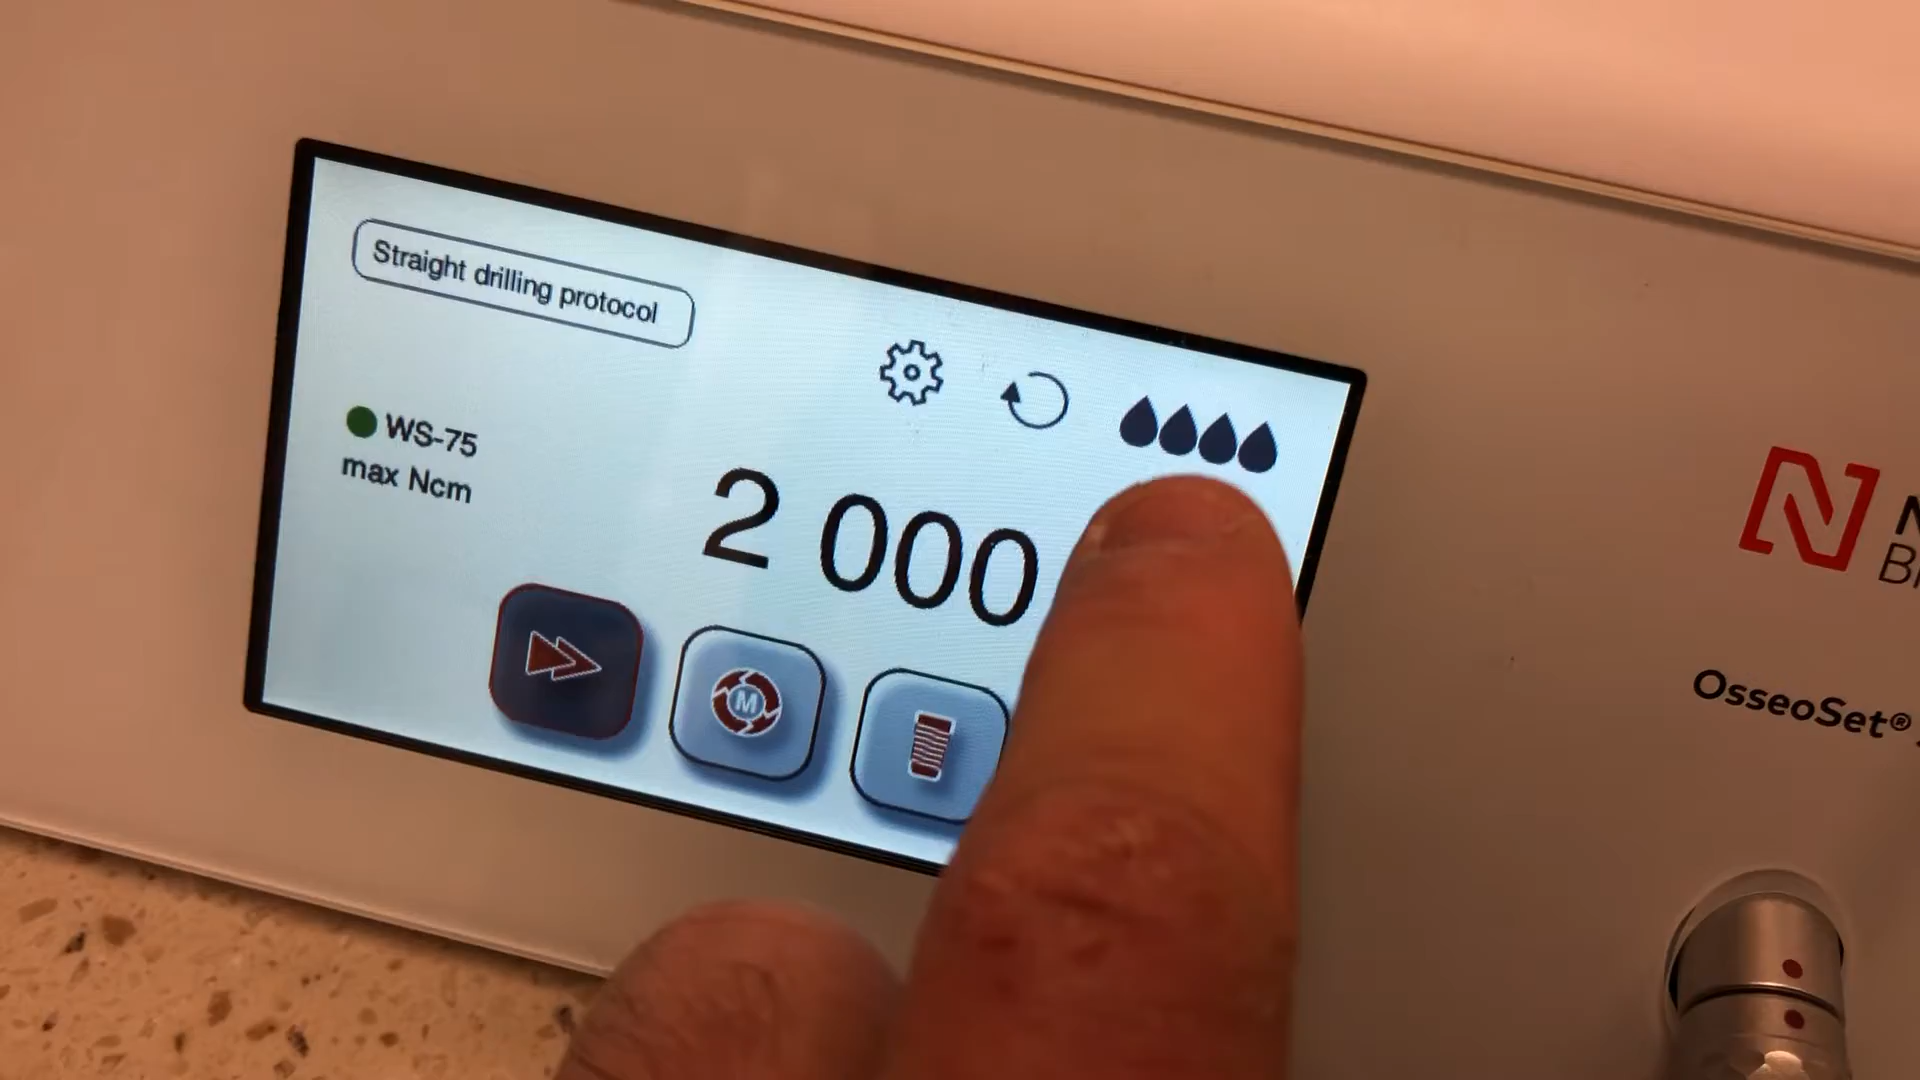 Straight drilling protocol
WS-75
max Ncm
2 000
M
OsseoSet®